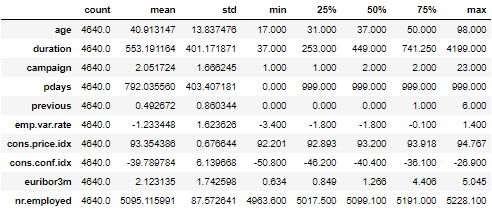 count mean std min 25% 50% 75% max
age 4640.0 40.913147 13.837476 17.000 31.000 37.000 50.000 98.000
duration 4640.0 553.191164 401.171871 37.000 253.000 449.000 741.250 4199.000
campaign 4640.0 2.051724 1.666245 1.000 1.000 2.000 2.000 23.000
pdays 4640.0 792.035560 403.407181 0.000 999.000 999.000 999.000 999.000
previous 4640.0 0.492672 0.860344 0.000 0.000 0.000 1.000 6.000
emp.var.rate 4640.0 -1.233448 1.623626 -3.400 -1.800 -1.800 -0.100 1.400
cons.price.idx 4640.0 93.354386 0.676644 92.201 92.893 93.200 93.918 94.767
cons.conf.idx 4640.0 -39.789784 6.139668 -50.800 -46.200 -40.400 -36.100 -26.900
euribor3m 4640.0 2.123135 1.742598 0.634 0.849 1.266 4.406 5.045
nr.employed 4640.0 5095.115991 87.572641 4963.600 5017.500 5099.100 5191.000 5228.100